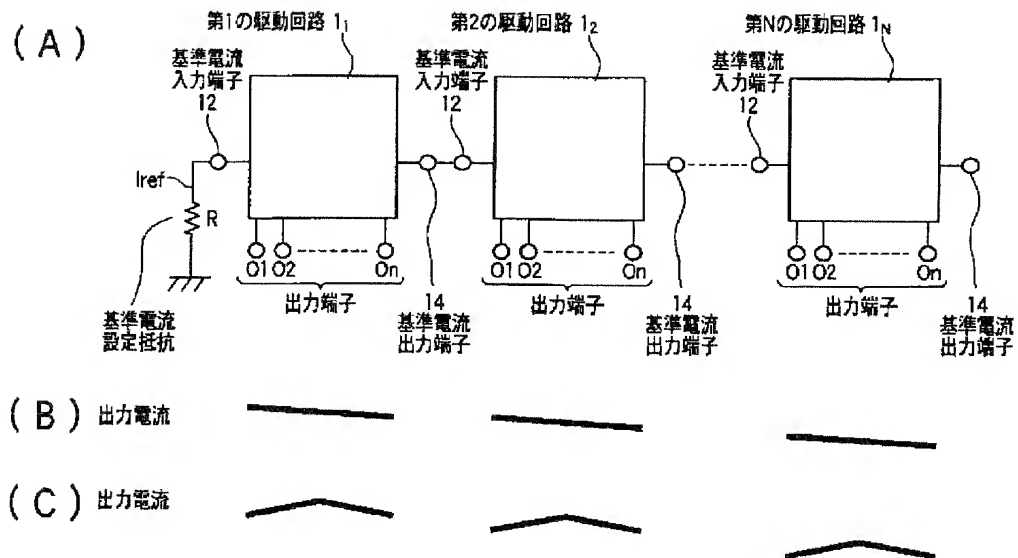 (A)
第1の駆動回路 1₁
第2の駆動回路 1₂
第Nの駆動回路 1N
基準電流
入力端子
12
基準電流
入力端子
12
基準電流
入力端子
12
Iref
R
O1 O2 On
O1 O2 On
O1 O2 On
出力端子
出力端子
出力端子
基準電流
設定抵抗
14
基準電流
出力端子
14
基準電流
出力端子
14
基準電流
出力端子
(B) 出力電流
(C) 出力電流